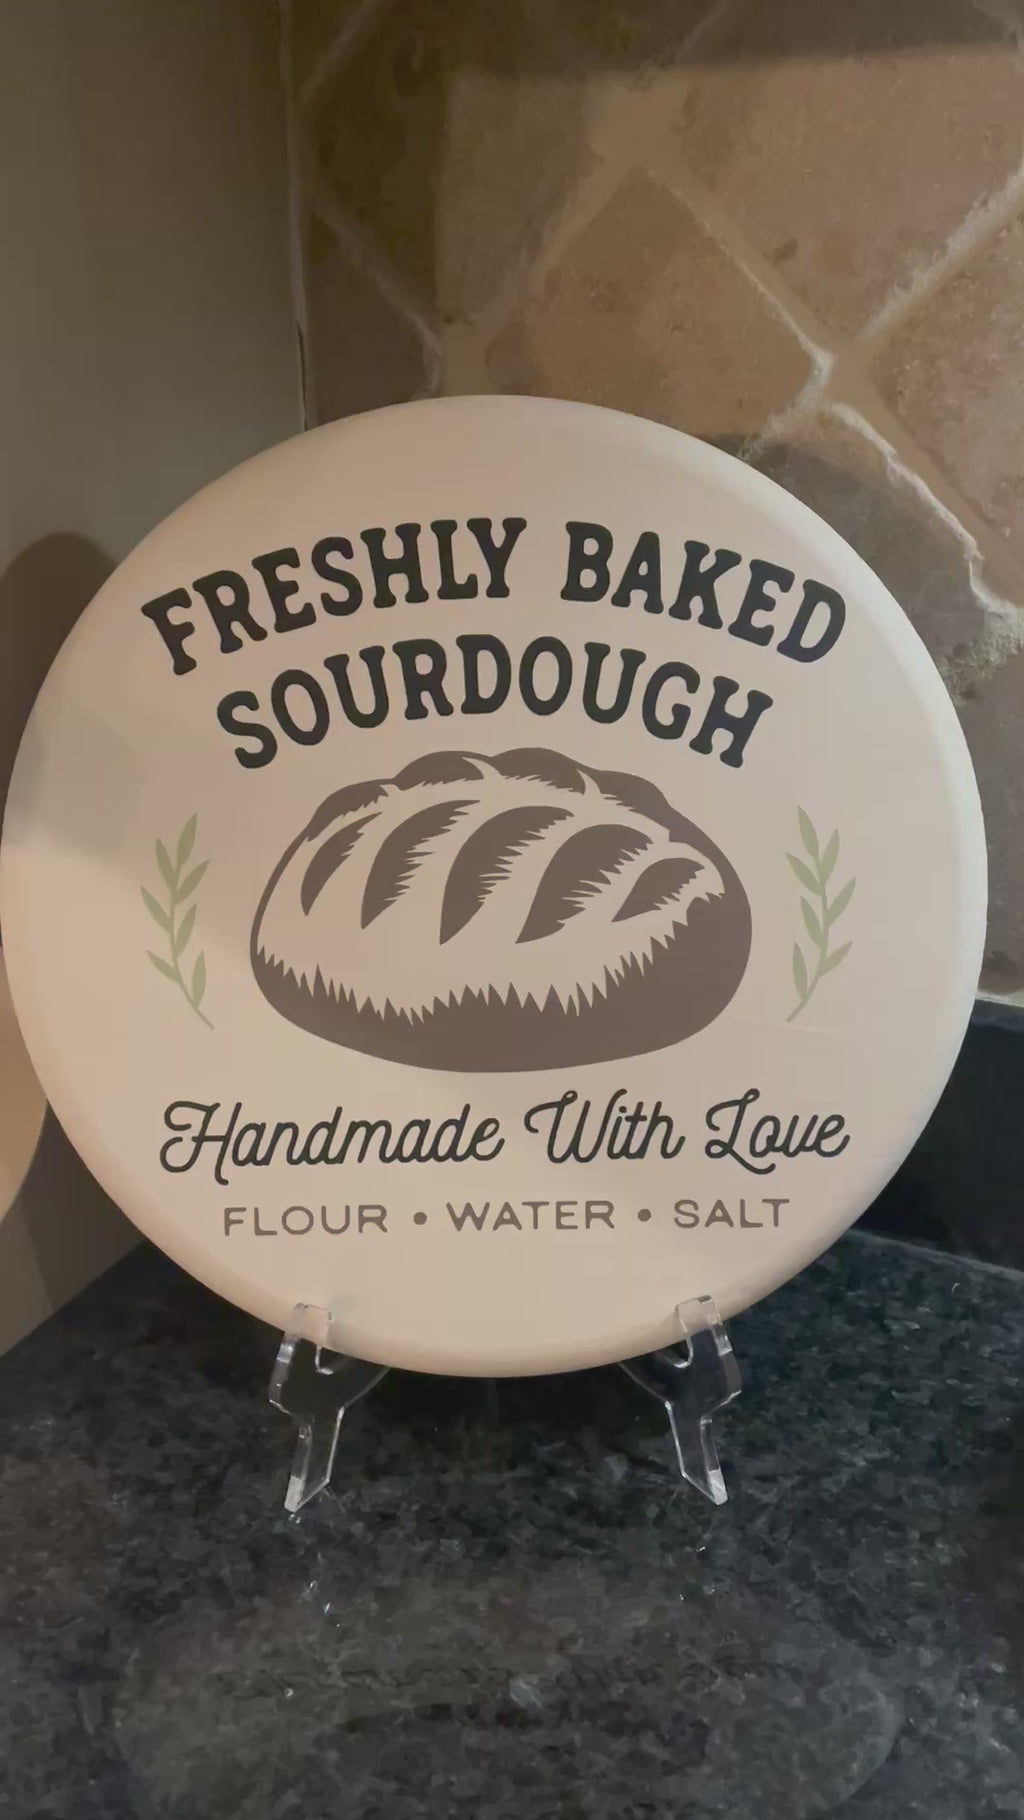 FRESHLY BAKED
SOURDOUGH
Handmade With Love
FLOUR • WATER • SALT